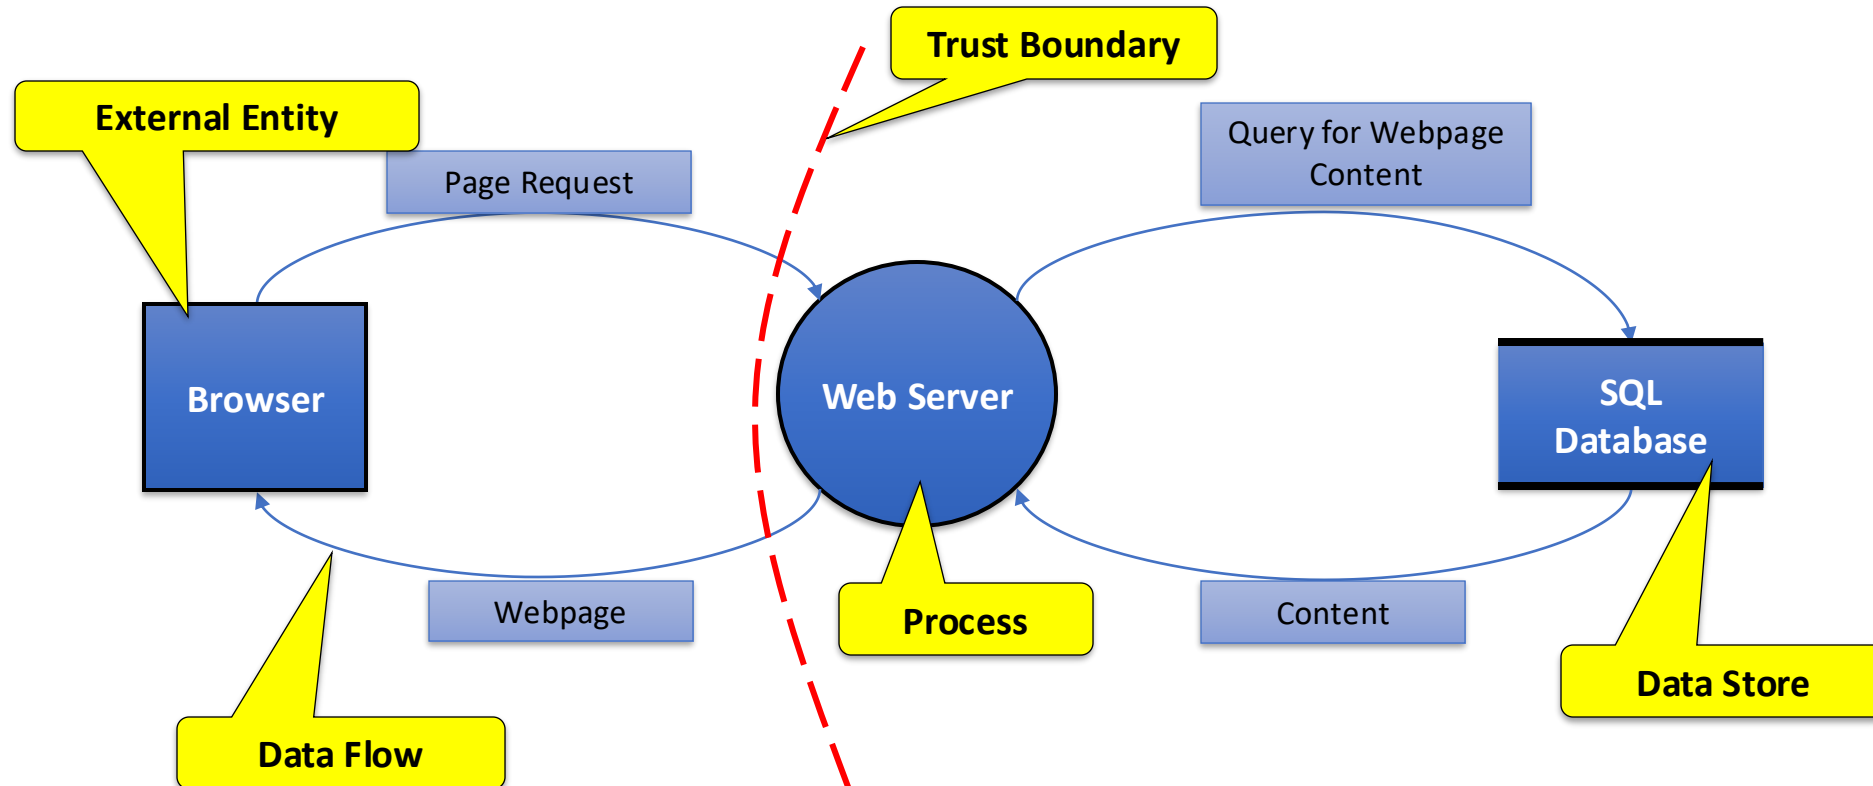 Trust Boundary
External Entity
Query for Webpage
Content
Page Request
Browser
Web Server
SQL
Database
Webpage
Process
Content
Data Store
Data Flow